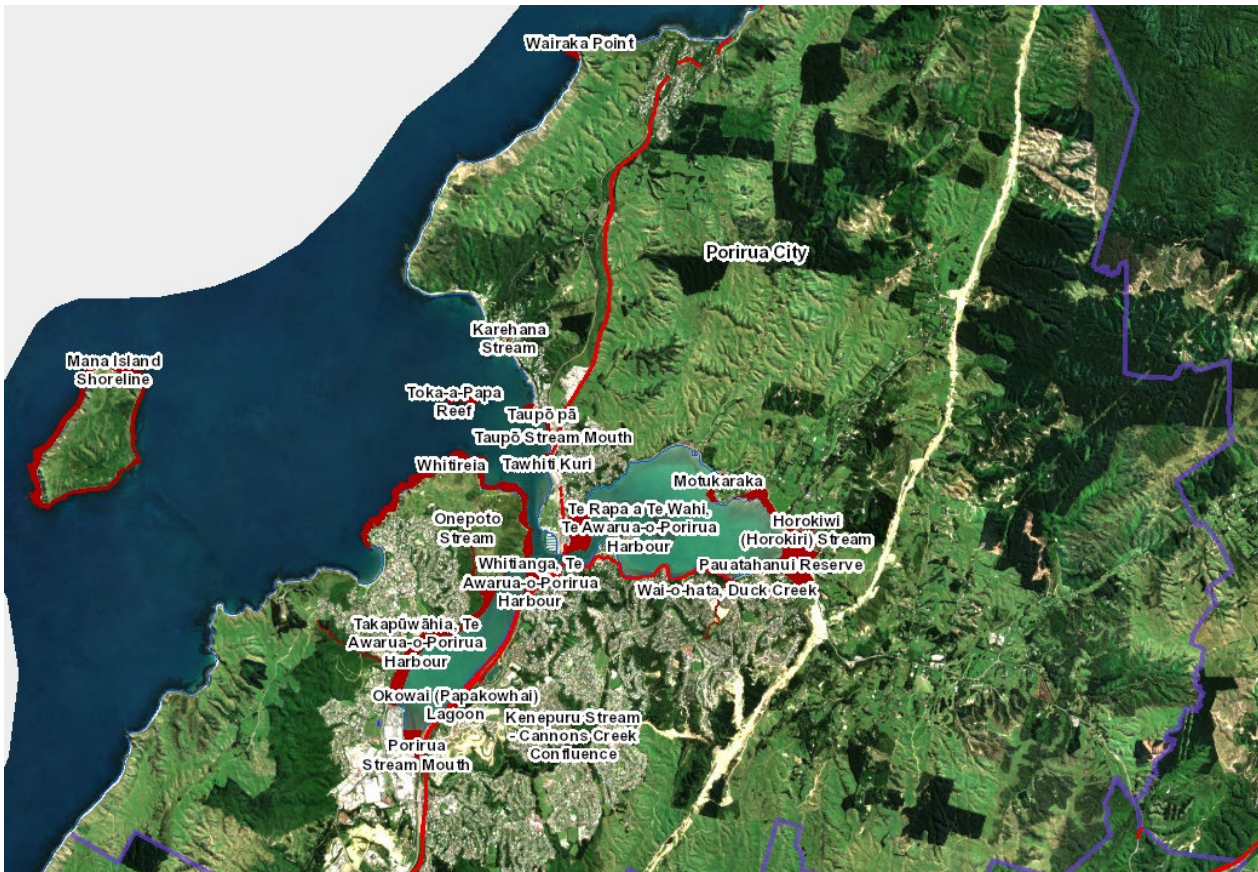 Wairaka Point
Porirua City
Karehana
Stream
Mana Island
Shoreline
Toka-a-Papa
Reef
Taupō pā
Taupō Stream Mouth
Whitireia
Tawhiti Kuri
Motukaraka
Te Rapa a Te Wahi,
Te Awarua-o-Porirua
Harbour
Onepoto
Stream
Horokiwi
(Horokiri) Stream
Whitianga, Te
Awarua-o-Porirua
Harbour
Pauatahanui Reserve
Wai-o-hata, Duck Creek
Takapūwāhia, Te
Awarua-o-Porirua
Harbour
Okowai (Papakowhai)
Lagoon
Kenepuru Stream
- Cannons Creek
Confluence
Porirua
Stream Mouth